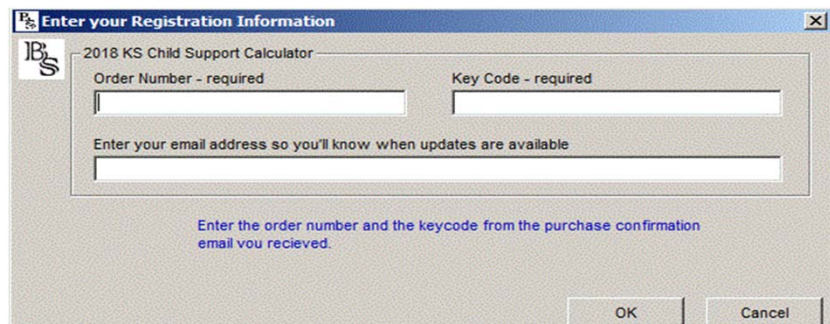 Enter your Registration Information
2018 KS Child Support Calculator
Order Number - required Key Code - required
Enter your email address so you'll know when updates are available
Enter the order number and the keycode from the purchase confirmation
email you recieved.
OK Cancel